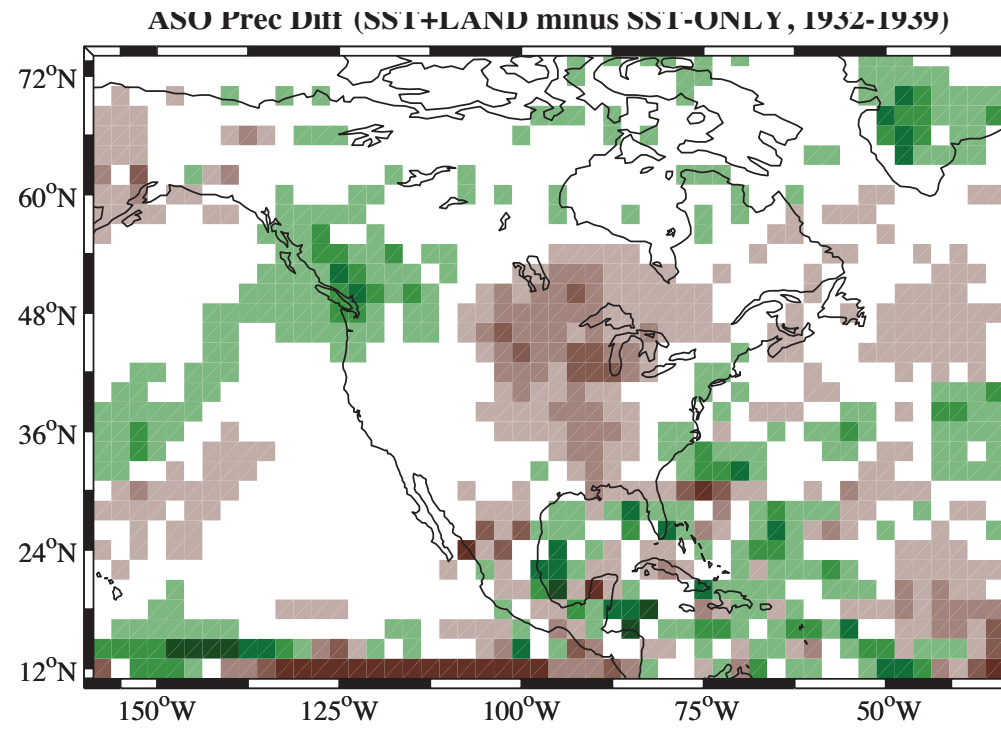 ASO Prec Diff (SST+LAND minus SST-ONLY, 1932-1939)
72°N
60°N
48°N
36°N
24°N
12°N
150°W 125°W 100°W 75°W 50°W